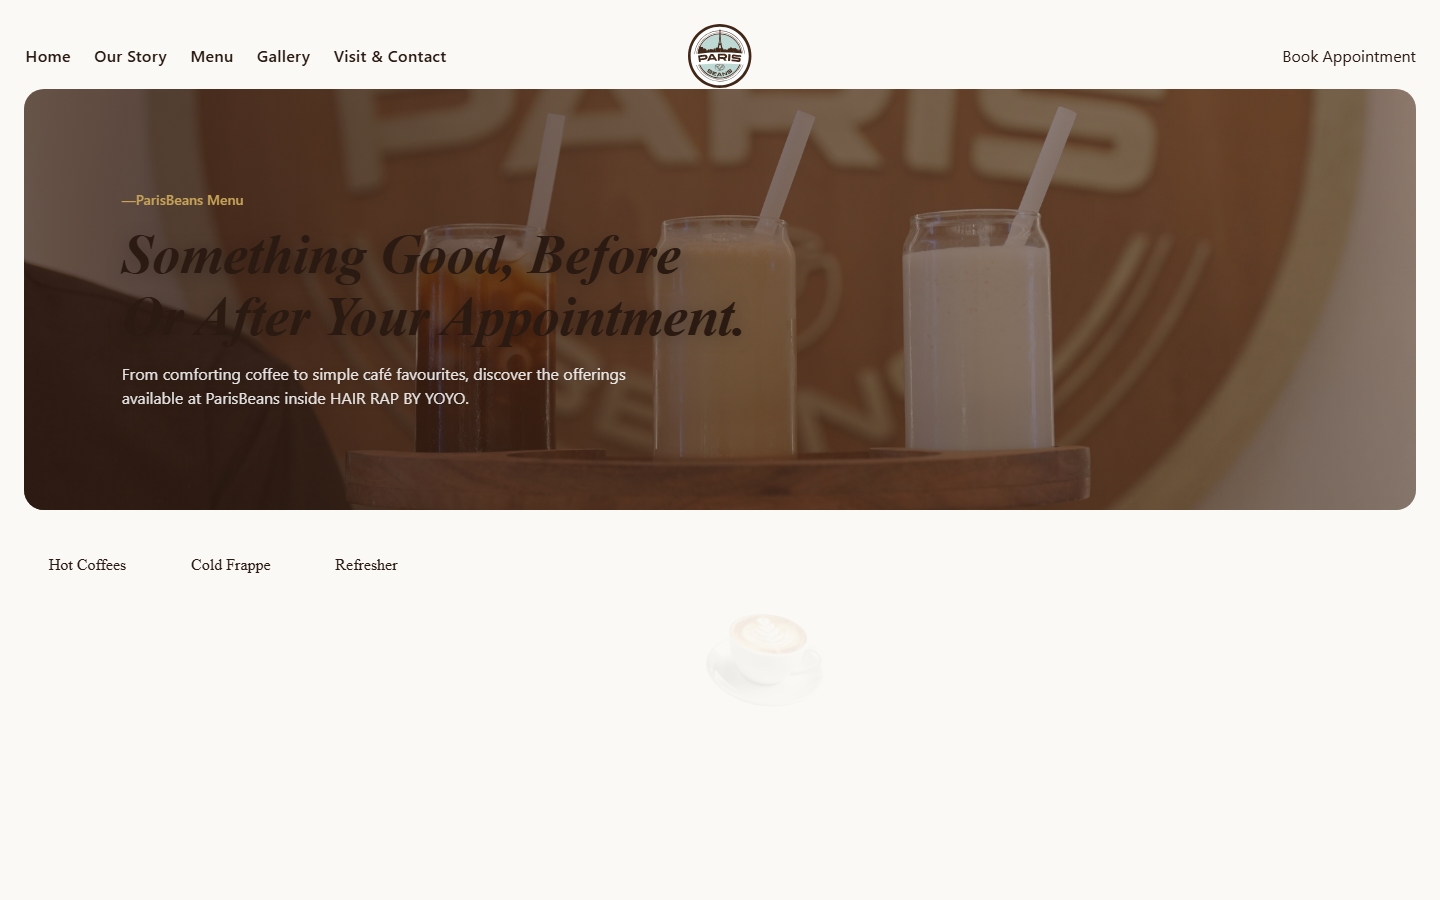 Home
Our Story
Menu
Gallery
Visit & Contact
PARIS
BEANS
Book Appointment
PARIS
—ParisBeans Menu
Something Good, Before
Or After Your Appointment.
From comforting coffee to simple café favourites, discover the offerings
available at ParisBeans inside HAIR RAP BY YOYO.
Hot Coffees
Cold Frappe
Refresher